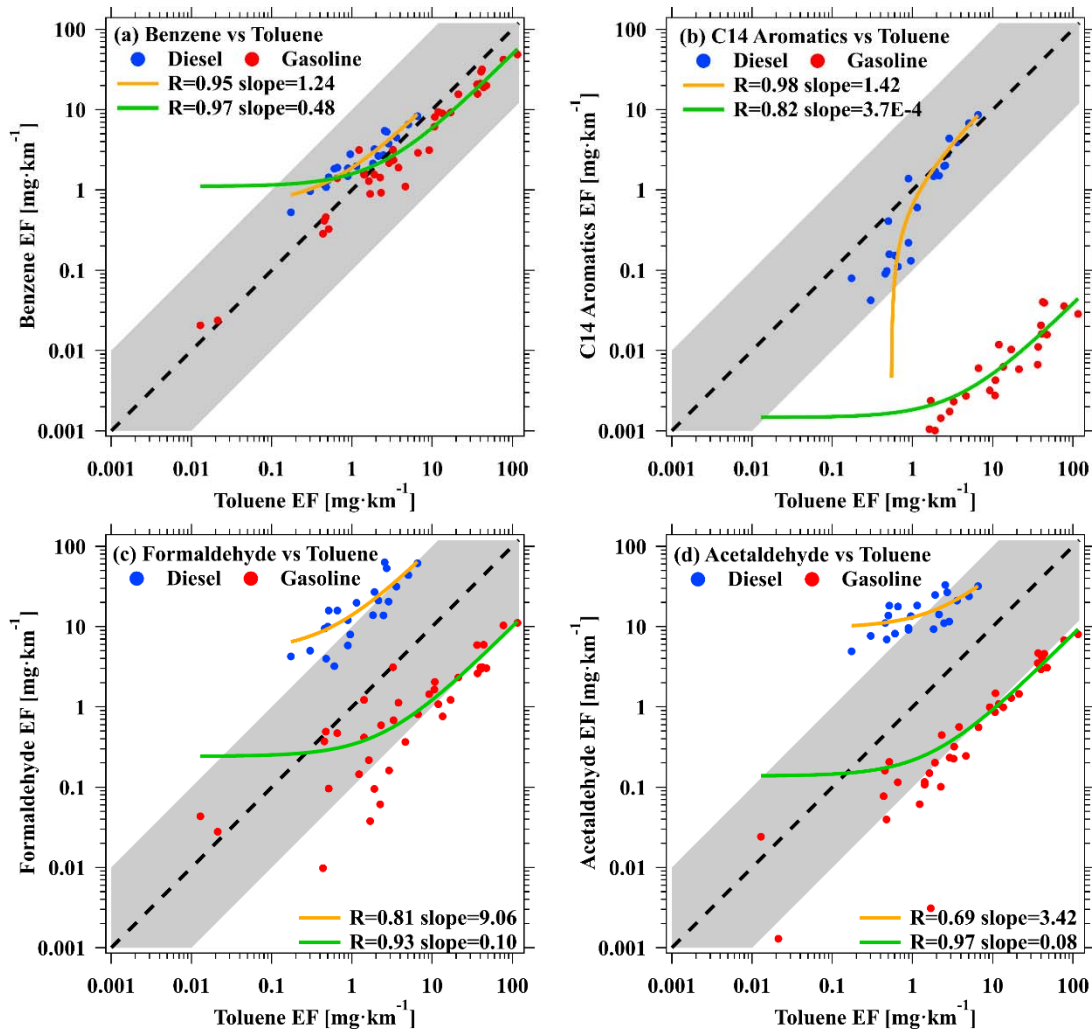 (a) Benzene vs Toluene
Diesel Gasoline
R=0.95 slope=1.24
R=0.97 slope=0.48
100
10
1
0.1
0.01
0.001
Benzene EF [mg·km⁻¹]
0.001 0.01 0.1 1 10 100
Toluene EF [mg·km⁻¹]
(b) C14 Aromatics vs Toluene
Diesel Gasoline
R=0.98 slope=1.42
R=0.82 slope=3.7E-4
100
10
1
0.1
0.01
0.001
C14 Aromatics EF [mg·km⁻¹]
0.001 0.01 0.1 1 10 100
Toluene EF [mg·km⁻¹]
(c) Formaldehyde vs Toluene
Diesel Gasoline
100
10
1
0.1
0.01
0.001
Formaldehyde EF [mg·km⁻¹]
R=0.81 slope=9.06
R=0.93 slope=0.10
0.001 0.01 0.1 1 10 100
Toluene EF [mg·km⁻¹]
(d) Acetaldehyde vs Toluene
Diesel Gasoline
100
10
1
0.1
0.01
0.001
Acetaldehyde EF [mg·km⁻¹]
R=0.69 slope=3.42
R=0.97 slope=0.08
0.001 0.01 0.1 1 10 100
Toluene EF [mg·km⁻¹]